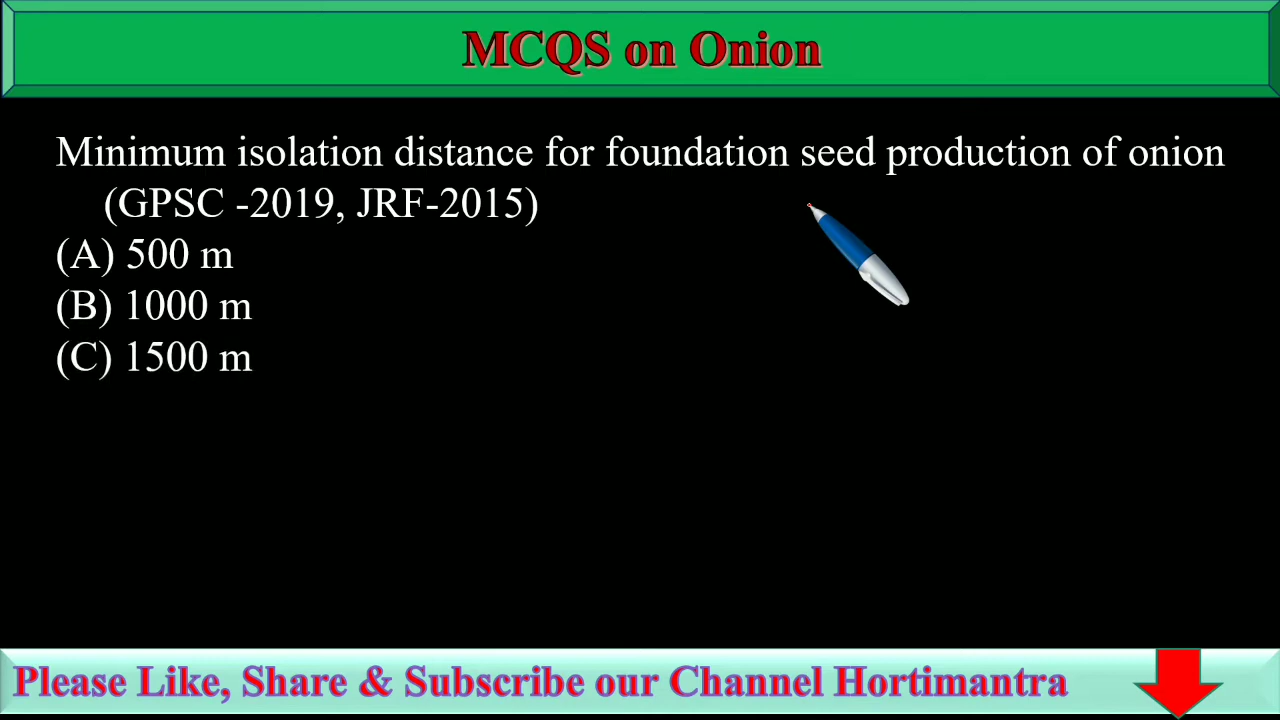 MCQS on Onion
Minimum isolation distance for foundation seed production of onion
(GPSC -2019, JRF-2015)
(A) 500 m
(B) 1000 m
(C) 1500 m
Please Like, Share & Subscribe our Channel Hortimantra